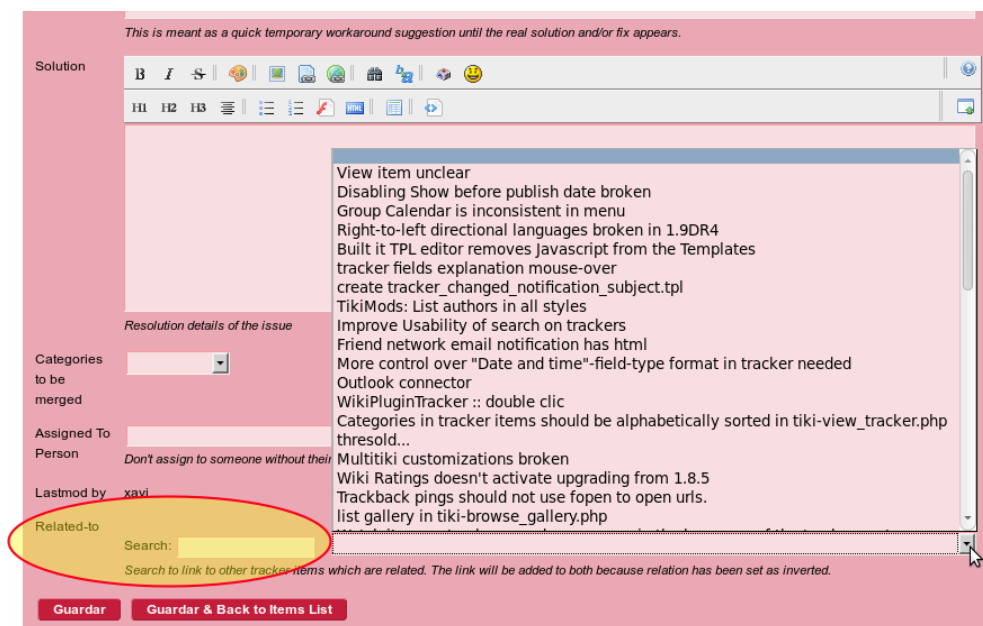 This is meant as a quick temporary workaround suggestion until the real solution and/or fix appears.
Solution
B I S
H1 H2 H3 HTML
View item unclear
Disabling Show before publish date broken
Group Calendar is inconsistent in menu
Right-to-left directional languages broken in 1.9DR4
Built it TPL editor removes Javascript from the Templates
tracker fields explanation mouse-over
create tracker_changed_notification_subject.tpl
TikiMods: List authors in all styles
Improve Usability of search on trackers
Friend network email notification has html
More control over "Date and time"-field-type format in tracker needed
Outlook connector
WikiPluginTracker :: double clic
Categories in tracker items should be alphabetically sorted in tiki-view_tracker.php
thresold...
Multitiki customizations broken
Wiki Ratings doesn't activate upgrading from 1.8.5
Trackback pings should not use fopen to open urls.
list gallery in tiki-browse_gallery.php
Resolution details of the issue
Categories
to be
merged
Assigned To
Person
Don't assign to someone without their
Lastmod by xavi
Related-to
Search:
Search to link to other tracker items which are related. The link will be added to both because relation has been set as inverted.
Guardar Guardar & Back to Items List